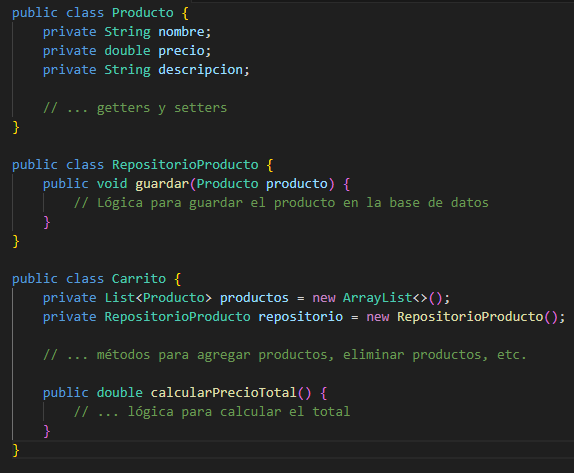 public class Producto {
    private String nombre;
    private double precio;
    private String descripcion;

    // ... getters y setters
}

public class RepositorioProducto {
    public void guardar(Producto producto) {
        // Lógica para guardar el producto en la base de datos
    }
}

public class Carrito {
    private List<Producto> productos = new ArrayList<>();
    private RepositorioProducto repositorio = new RepositorioProducto();

    // ... métodos para agregar productos, eliminar productos, etc.

    public double calcularPrecioTotal() {
        // ... lógica para calcular el total
    }
}